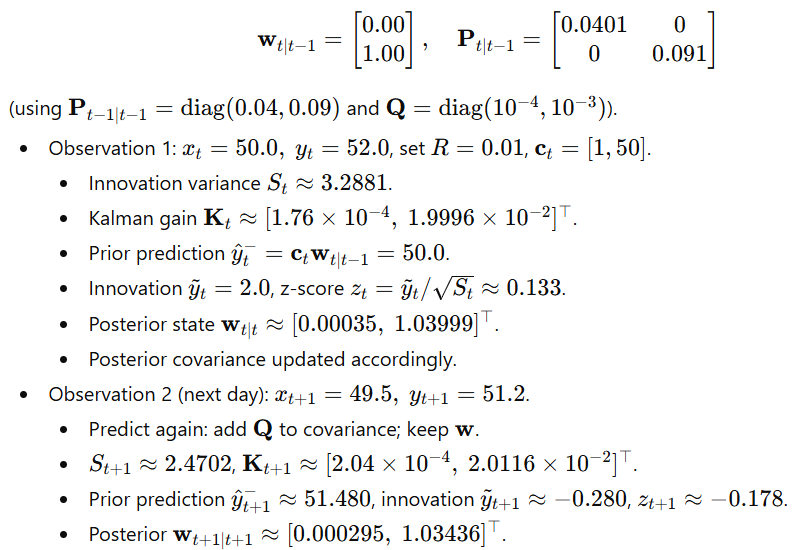 $\mathbf{w}_{t|t-1} = \begin{bmatrix} 0.00 \\ 1.00 \end{bmatrix}, \quad \mathbf{P}_{t|t-1} = \begin{bmatrix} 0.0401 & 0 \\ 0 & 0.091 \end{bmatrix}$
(using $\mathbf{P}_{t-1|t-1} = \mathrm{diag}(0.04, 0.09)$ and $\mathbf{Q} = \mathrm{diag}(10^{-4}, 10^{-3})$).
• Observation 1: $x_t = 50.0,\ y_t = 52.0$, set $R = 0.01$, $\mathbf{c}_t = [1, 50]$.
• Innovation variance $S_t \approx 3.2881$.
• Kalman gain $\mathbf{K}_t \approx [1.76 \times 10^{-4},\ 1.9996 \times 10^{-2}]^\top$.
• Prior prediction $\hat{y}_t^- = \mathbf{c}_t \mathbf{w}_{t|t-1} = 50.0$.
• Innovation $\tilde{y}_t = 2.0$, z-score $z_t = \tilde{y}_t / \sqrt{S_t} \approx 0.133$.
• Posterior state $\mathbf{w}_{t|t} \approx [0.00035,\ 1.03999]^\top$.
• Posterior covariance updated accordingly.
• Observation 2 (next day): $x_{t+1} = 49.5,\ y_{t+1} = 51.2$.
• Predict again: add $\mathbf{Q}$ to covariance; keep $\mathbf{w}$.
• $S_{t+1} \approx 2.4702$, $\mathbf{K}_{t+1} \approx [2.04 \times 10^{-4},\ 2.0116 \times 10^{-2}]^\top$.
• Prior prediction $\hat{y}_{t+1}^- \approx 51.480$, innovation $\tilde{y}_{t+1} \approx -0.280$, $z_{t+1} \approx -0.178$.
• Posterior $\mathbf{w}_{t+1|t+1} \approx [0.000295,\ 1.03436]^\top$.